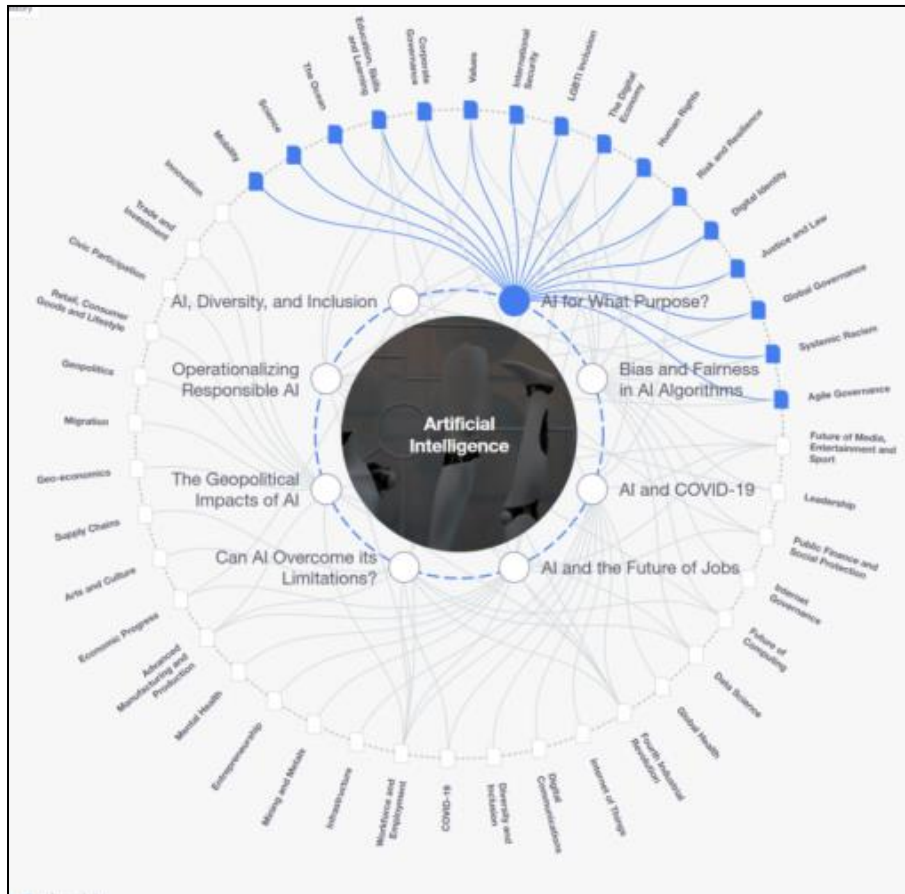 Mobility
Science
The Ocean
Education, Skills
and Learning
Corporate
Governance
Values
International
Security
LGBTI Inclusion
The Digital
Economy
Human Rights
Risk and Resilience
Digital Identity
Justice and Law
Global Governance
Systemic Racism
Agile Governance
Future of Media,
Entertainment and
Sport
Leadership
Public Finance and
Social Protection
Internet
Governance
Future of
Computing
Data Science
Global Health
Fourth Industrial
Revolution
Internet of Things
Digital
Communications
Diversity and
Inclusion
COVID-19
Workforce and
Employment
Infrastructure
Mining and Metals
Entrepreneurship
Mental Health
Advanced
Manufacturing and
Production
Economic Progress
Arts and Culture
Supply Chains
Geo-economics
Migration
Geopolitics
Retail, Consumer
Goods and Lifestyle
Civic Participation
Trade and
Investment
Innovation
AI, Diversity, and Inclusion
AI for What Purpose?
Operationalizing
Responsible AI
Bias and Fairness
in AI Algorithms
Artificial
Intelligence
The Geopolitical
Impacts of AI
AI and COVID-19
Can AI Overcome its
Limitations?
AI and the Future of Jobs